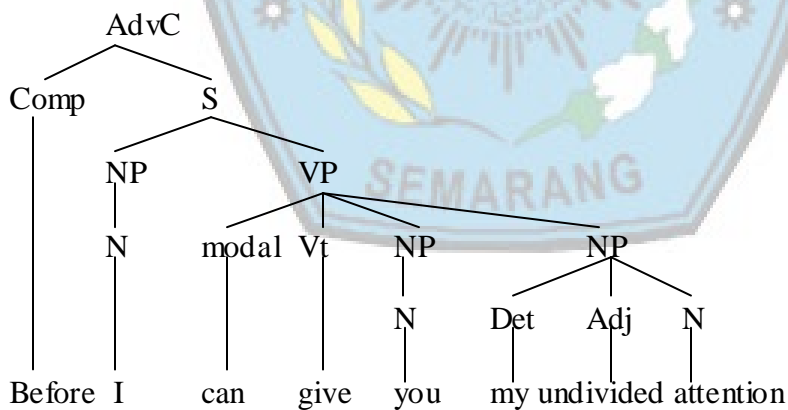 AdvC
Comp S
NP VP
SEMARANG
N modal Vt NP NP
N Det Adj N
Before I can give you my undivided attention